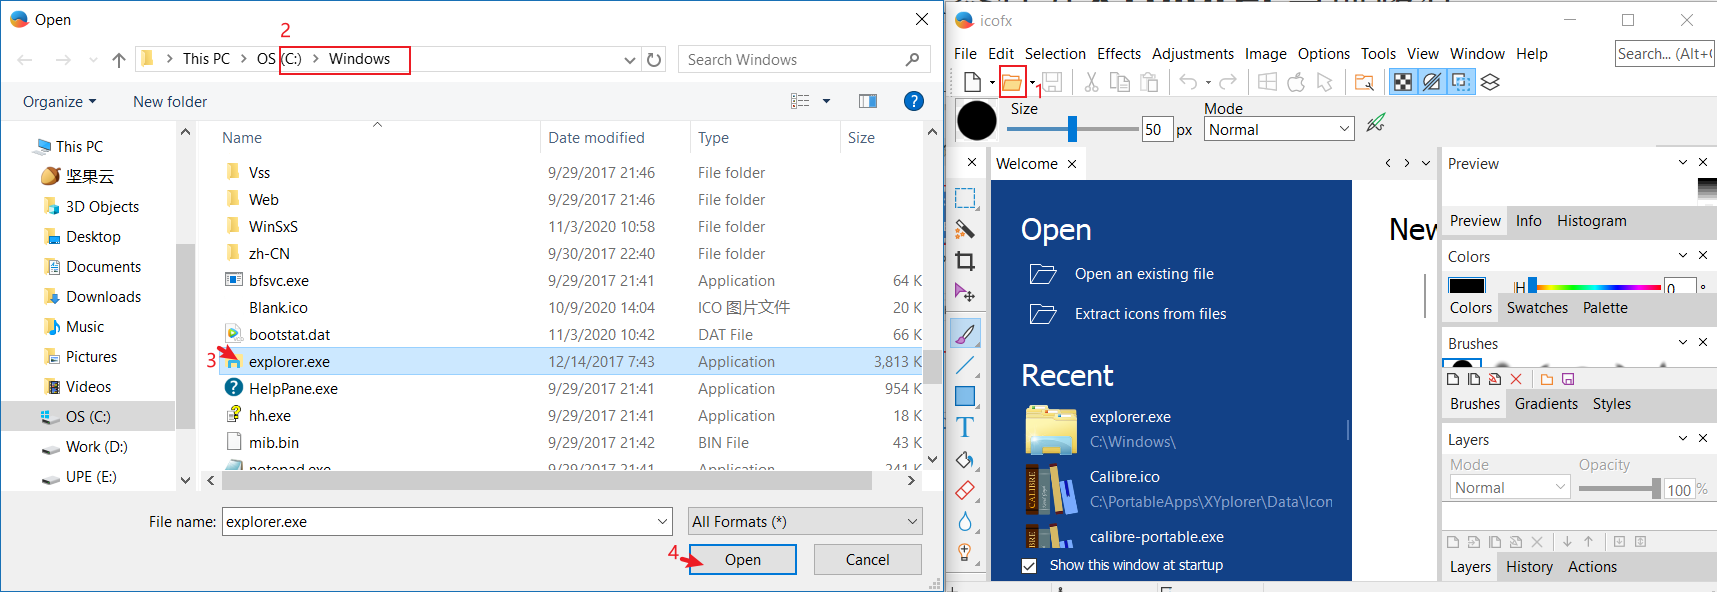 Open
2
This PC > OS (C:) > Windows
Search Windows
Organize
New folder
Name
Date modified
Type
Size
This PC
坚果云
3D Objects
Desktop
Documents
Downloads
Music
Pictures
Videos
OS (C:)
Work (D:)
UPE (E:)
Vss 9/29/2017 21:46 File folder
Web 9/29/2017 21:46 File folder
WinSxS 11/3/2020 10:58 File folder
zh-CN 9/30/2017 22:40 File folder
bfsvc.exe 9/29/2017 21:41 Application 64 K
Blank.ico 10/9/2020 14:04 ICO 图片文件 20 K
bootstat.dat 11/3/2020 10:42 DAT File 66 K
3 explorer.exe 12/14/2017 7:43 Application 3,813 K
HelpPane.exe 9/29/2017 21:41 Application 954 K
hh.exe 9/29/2017 21:41 Application 18 K
mib.bin 9/29/2017 21:42 BIN File 43 K
notepad.exe 9/29/2017 21:41 Application 241 K
File name: explorer.exe
All Formats (*)
4
Open
Cancel
icofx
File Edit Selection Effects Adjustments Image Options Tools View Window Help
Search... (Alt+
1
Size
50 px
Mode
Normal
Welcome
Open
Open an existing file
Extract icons from files
Recent
explorer.exe
C:\Windows\
Calibre.ico
C:\PortableApps\XYplorer\Data\Icon
calibre-portable.exe
Show this window at startup
New
Preview
Preview Info Histogram
Colors
H 0 °
Colors Swatches Palette
Brushes
Brushes Gradients Styles
Layers
Mode Opacity
Normal 100 %
Layers History Actions